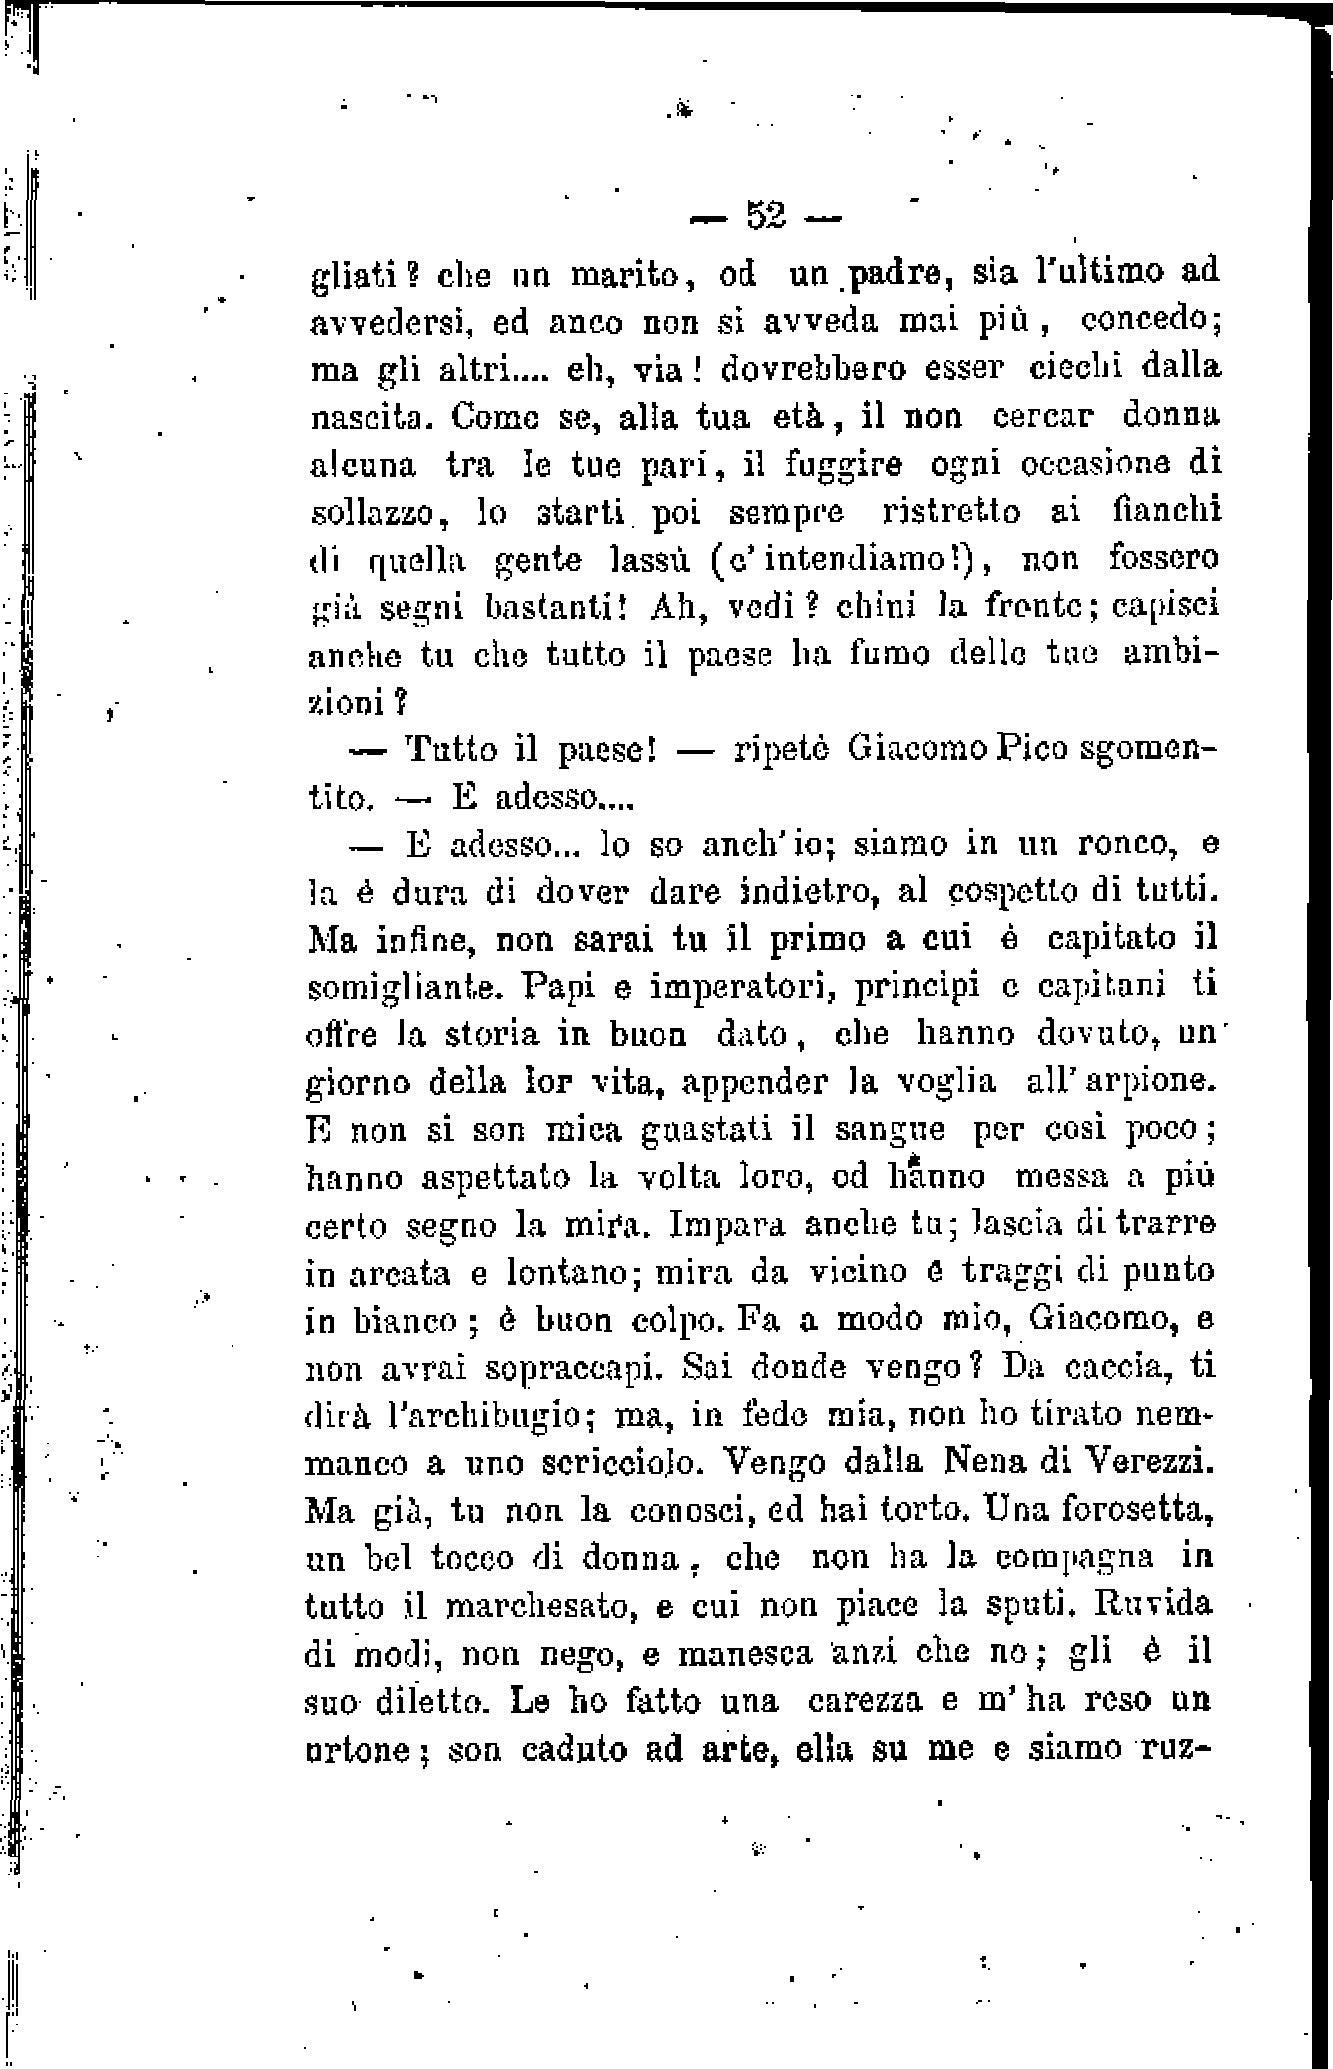 — 52 —
gliati? che un marito, od un padre, sia l'ultimo ad
avvedersi, ed anco non si avveda mai più, concedo;
ma gli altri.... eh, via! dovrebbero esser ciechi dalla
nascita. Come se, alla tua età, il non cercar donna
alcuna tra le tue pari, il fuggire ogni occasione di
sollazzo, lo starti poi sempre ristretto ai fianchi
di quella gente lassù (c'intendiamo!), non fossero
già segni bastanti! Ah, vedi? chini la fronte; capisci
anche tu che tutto il paese ha fumo delle tue ambi-
zioni?
— Tutto il paese! — ripetè Giacomo Pico sgomen-
tito. — E adesso....
— E adesso... lo so anch'io; siamo in un ronco, e
la è dura di dover dare indietro, al cospetto di tutti.
Ma infine, non sarai tu il primo a cui è capitato il
somigliante. Papi e imperatori, principi e capitani ti
offre la storia in buon dato, che hanno dovuto, un
giorno della lor vita, appender la voglia all'arpione.
E non si son mica guastati il sangue per così poco;
hanno aspettato la volta loro, ed hanno messa a più
certo segno la mira. Impara anche tu; lascia di trarre
in arcata e lontano; mira da vicino e traggi di punto
in bianco; è buon colpo. Fa a modo mio, Giacomo, e
non avrai sopraccapi. Sai donde vengo? Da caccia, ti
dirà l'archibugio; ma, in fede mia, non ho tirato nem-
manco a uno scricciolo. Vengo dalla Nena di Verezzi.
Ma già, tu non la conosci, ed hai torto. Una forosetta,
un bel tocco di donna, che non ha la compagna in
tutto il marchesato, e cui non piace la sputi. Ruvida
di modi, non nego, e manesca anzi che no; gli è il
suo diletto. Le ho fatto una carezza e m'ha reso un
urtone; son caduto ad arte, ella su me e siamo ruz-